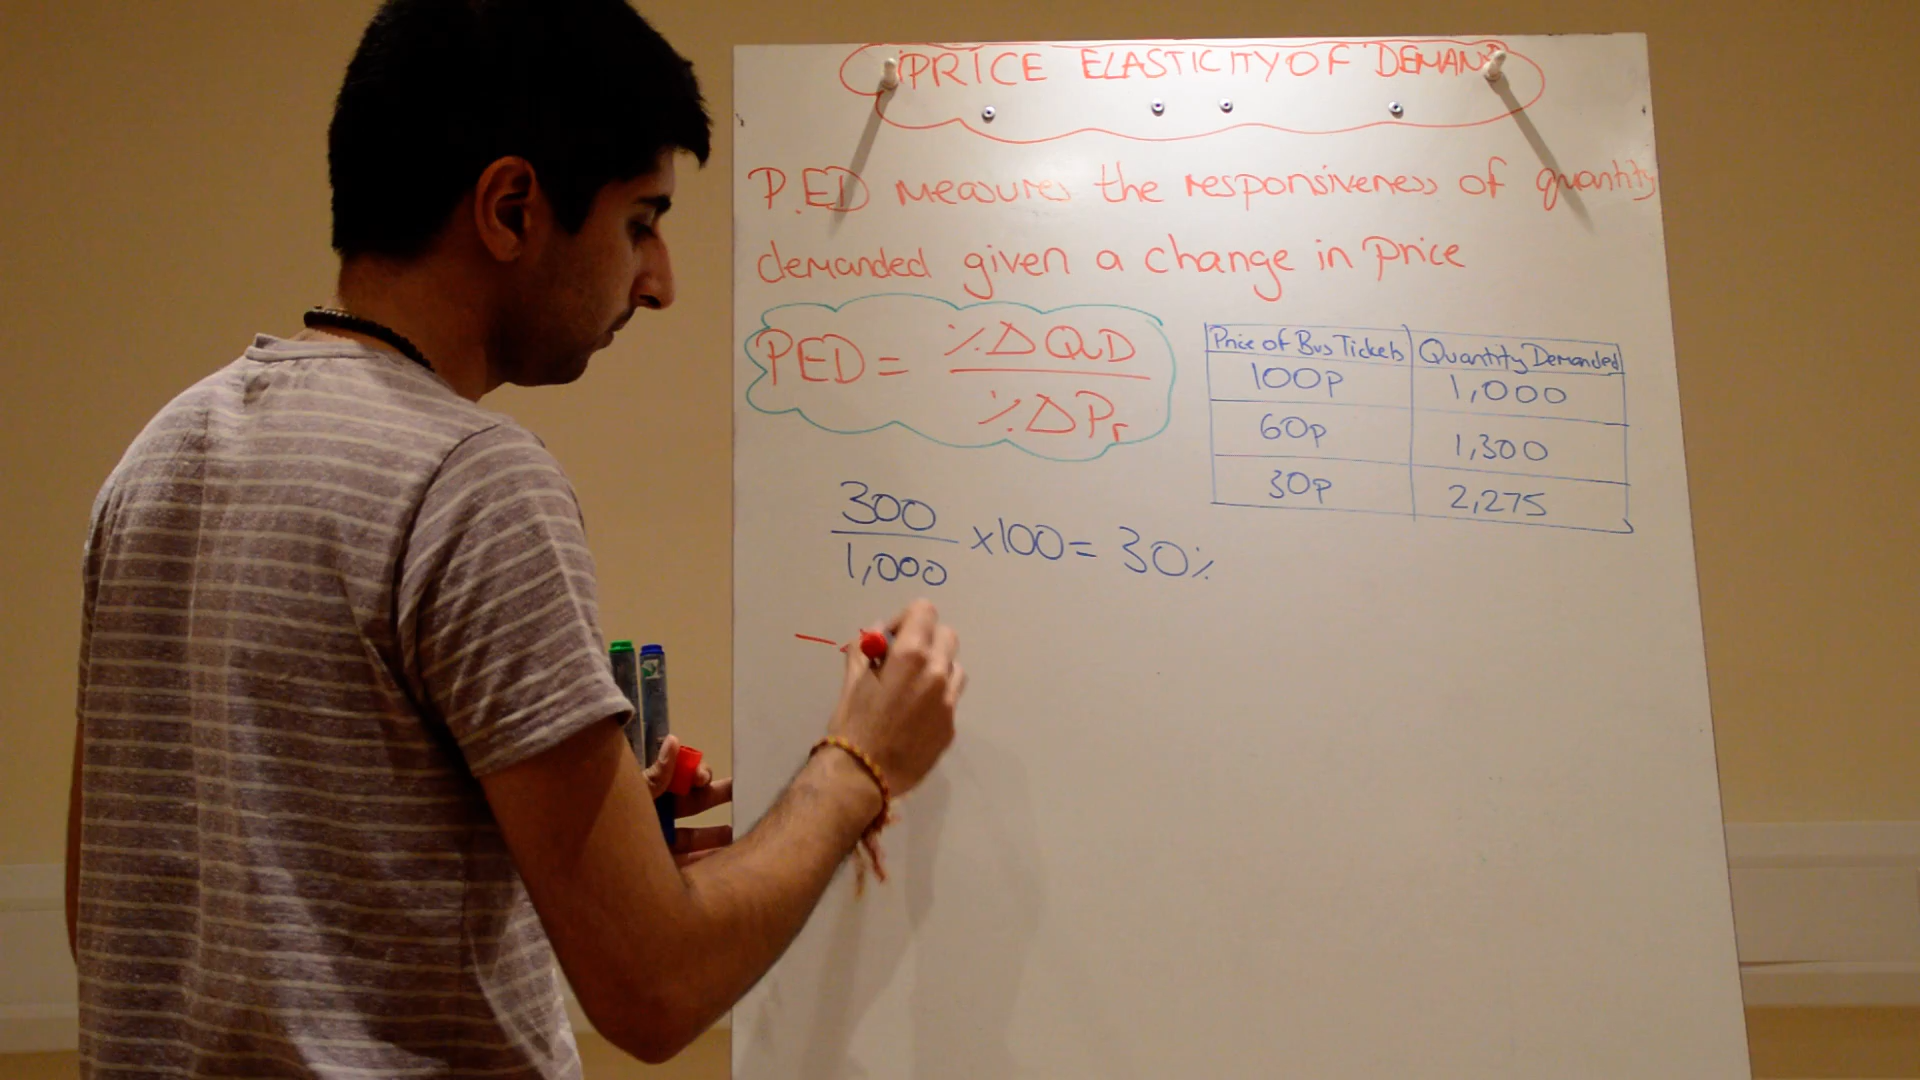 PRICE ELASTICITY OF DEMAND
P.ED measures the responsiveness of quantity
demanded given a change in price
PED = %ΔQD / %ΔPr
Price of Bus Tickets Quantity Demanded
100p 1,000
60p 1,300
30p 2,275
300 / 1,000 x100 = 30%